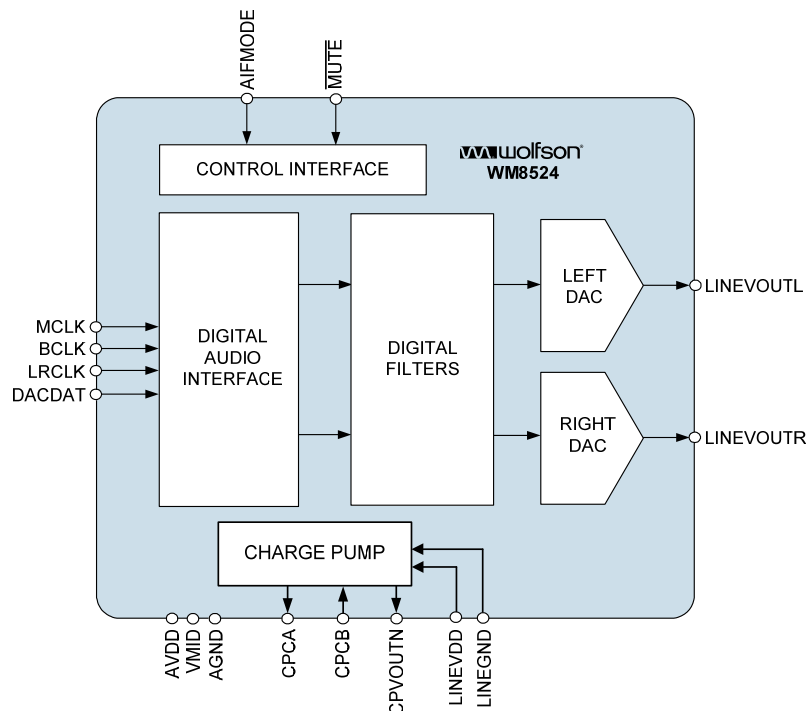 AIFMODE
MUTE
CONTROL INTERFACE
wolfson®
WM8524
LEFT
DAC
LINEVOUTL
MCLK
BCLK
LRCLK
DACDAT
DIGITAL
AUDIO
INTERFACE
DIGITAL
FILTERS
RIGHT
DAC
LINEVOUTR
CHARGE PUMP
AVDD
VMID
AGND
CPCA
CPCB
CPVOUTN
LINEVDD
LINEGND